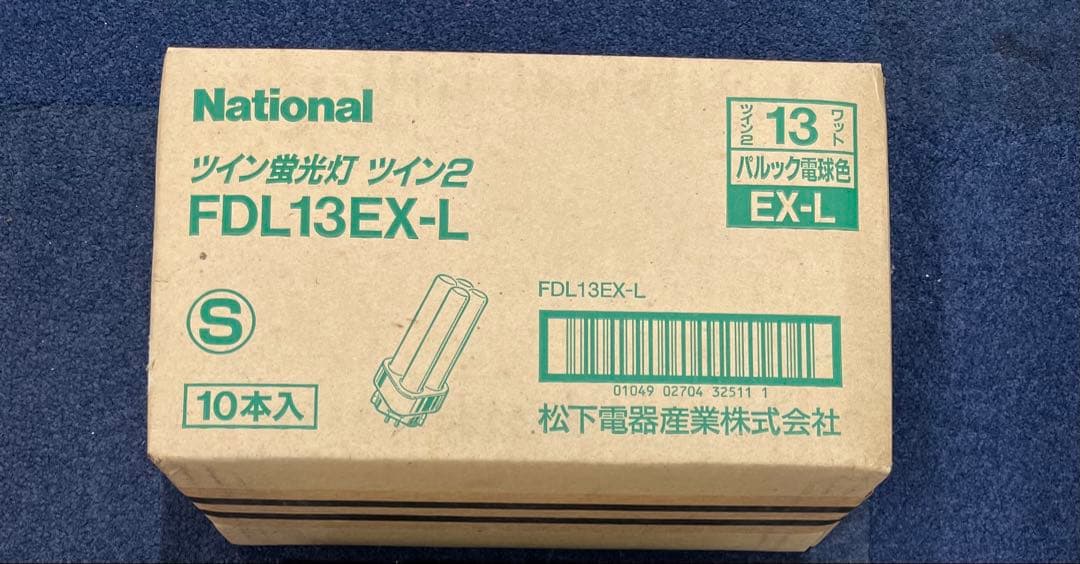 National
ツイン蛍光灯 ツイン2
FDL13EX-L
S
10本入
ツイン2 13 ワット
パルック電球色
EX-L
FDL13EX-L
01049 02704 32511 1
松下電器産業株式会社